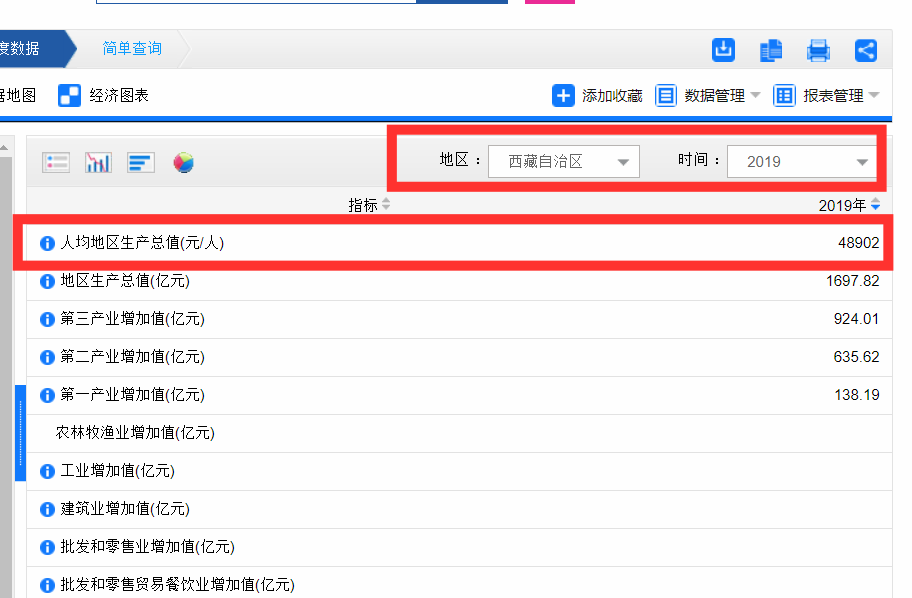 度数据 简单查询
据地图 经济图表 添加收藏 数据管理 报表管理
地区： 西藏自治区 时间： 2019
指标 2019年
人均地区生产总值(元/人) 48902
地区生产总值(亿元) 1697.82
第三产业增加值(亿元) 924.01
第二产业增加值(亿元) 635.62
第一产业增加值(亿元) 138.19
农林牧渔业增加值(亿元)
工业增加值(亿元)
建筑业增加值(亿元)
批发和零售业增加值(亿元)
批发和零售贸易餐饮业增加值(亿元)